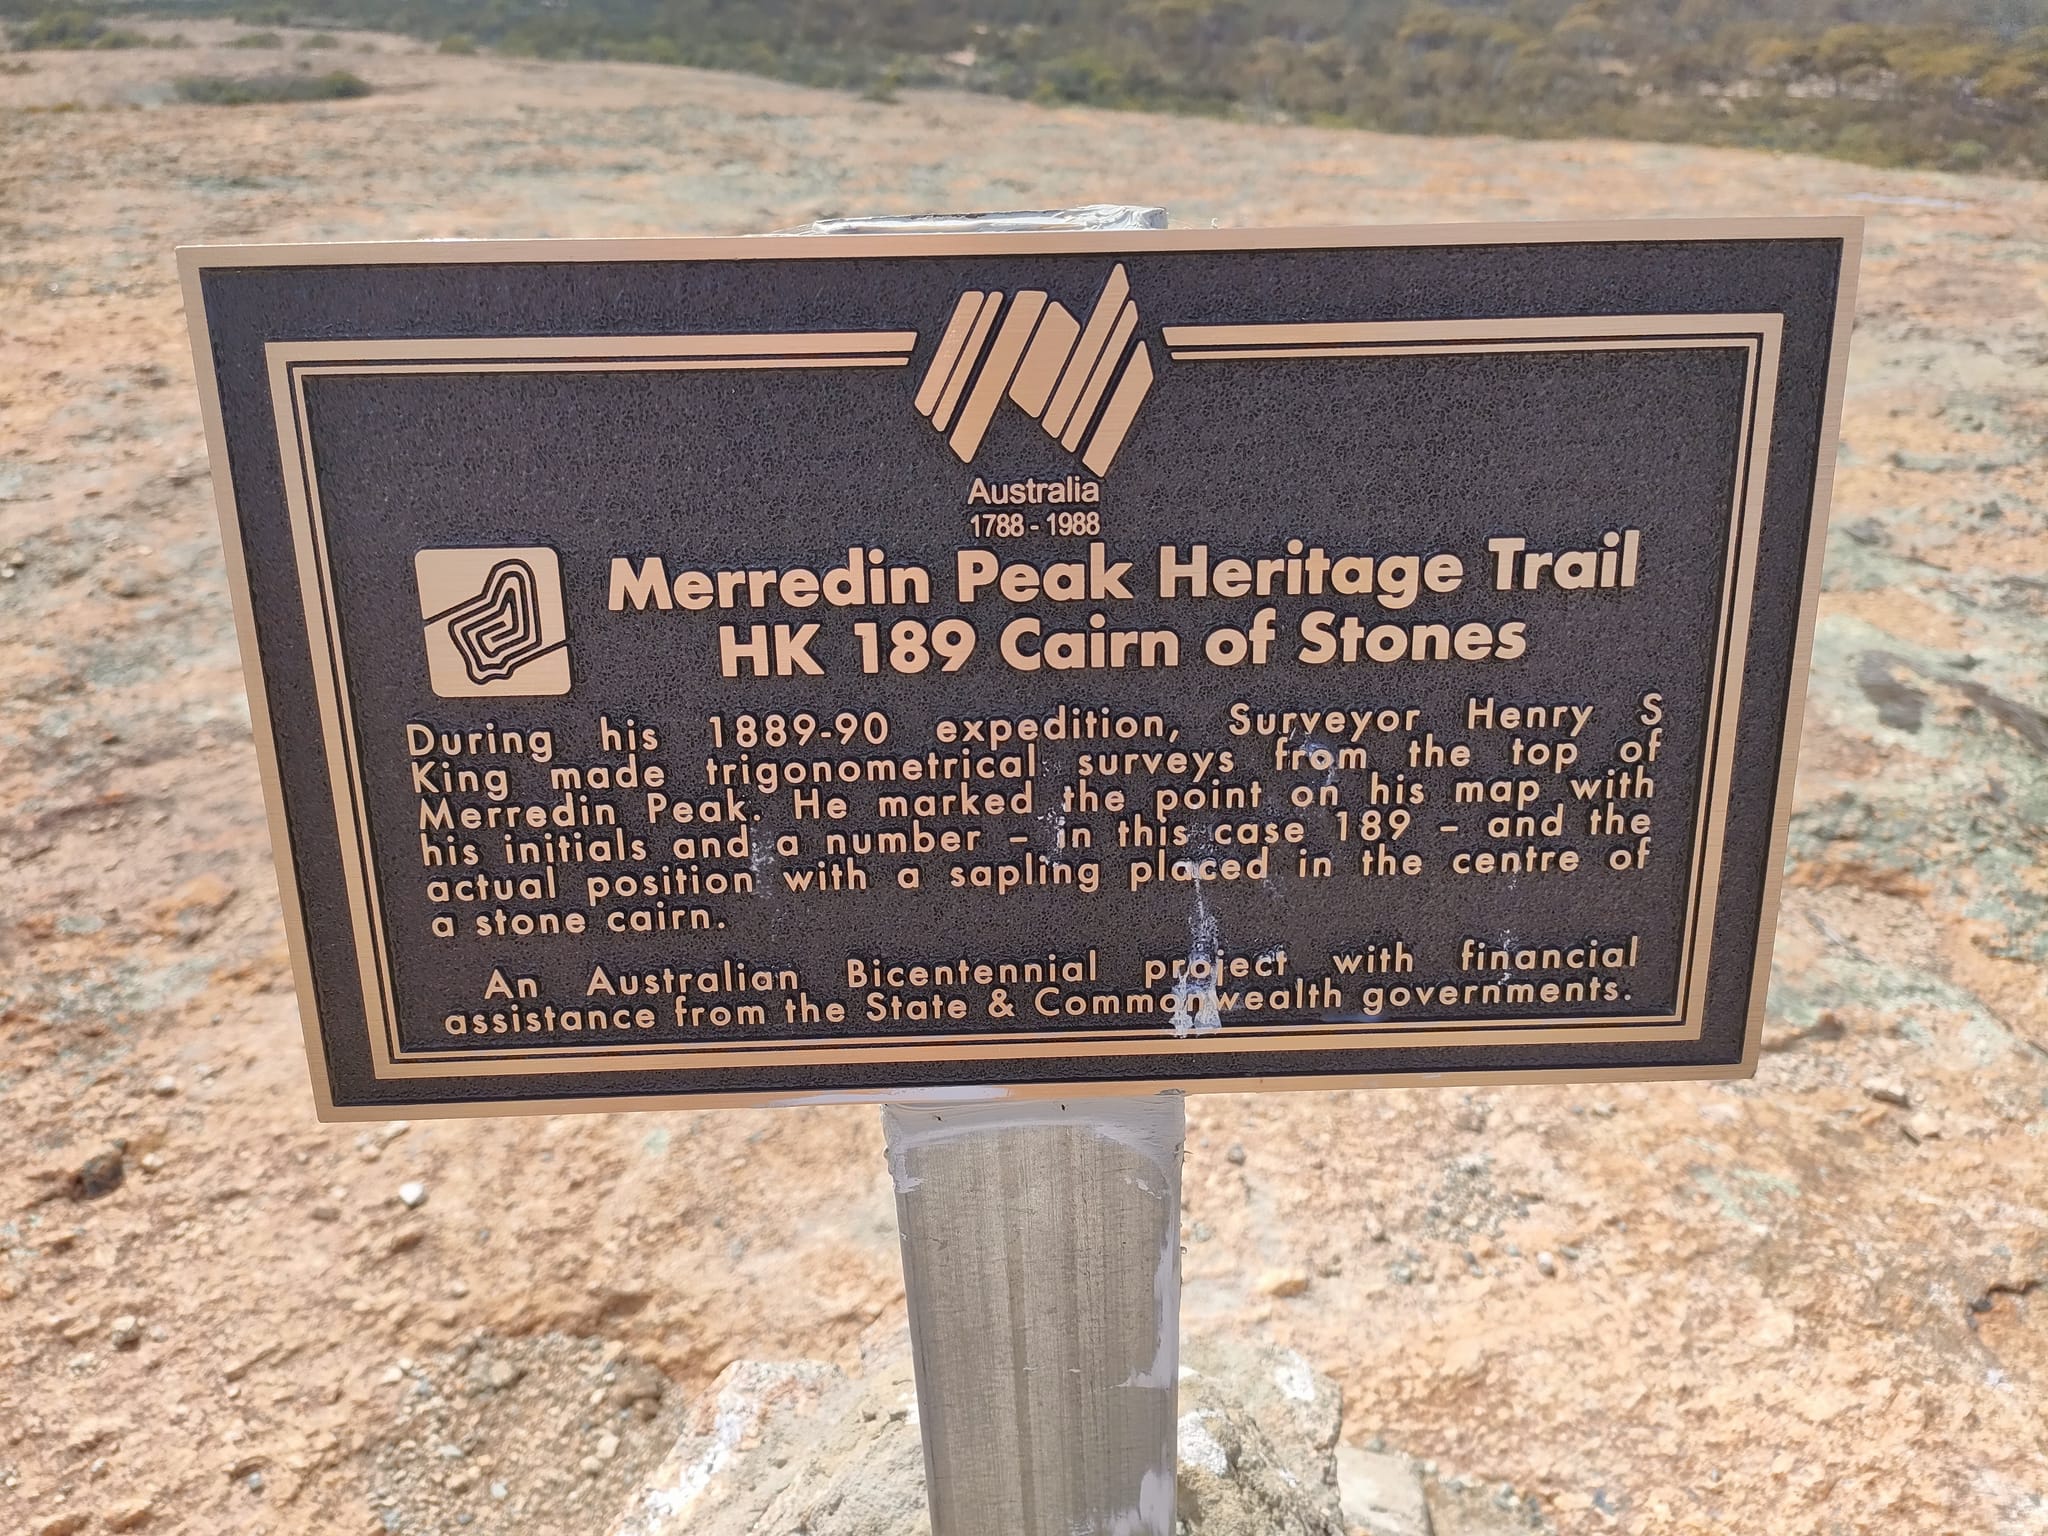 Australia
1788 - 1988
Merredin Peak Heritage Trail
HK 189 Cairn of Stones
During his 1889-90 expedition, Surveyor Henry S
King made trigonometrical surveys from the top of
Merredin Peak. He marked the point on his map with
his initials and a number – in this case 189 – and the
actual position with a sapling placed in the centre of
a stone cairn.
An Australian Bicentennial project with financial
assistance from the State & Commonwealth governments.